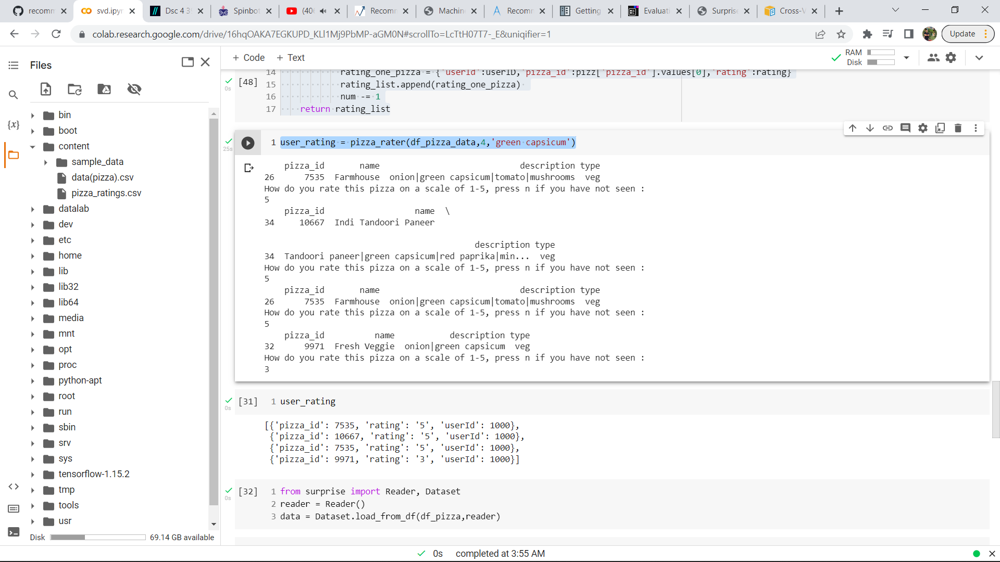 recomm
svd.ipyn
Dsc 4 3
Spinbot
(40
Recomm
Machin
Recomm
Getting
Evaluati
Surprise
Cross-V
colab.research.google.com/drive/16hqOAKA7EGKUPD_KLl1Mj9PbMP-aGM0N#scrollTo=LcTtH07T7-_E&uniqifier=1
Update
Files
+ Code + Text
RAM
Disk
{x}
bin
boot
content
sample_data
data(pizza).csv
pizza_ratings.csv
datalab
dev
etc
home
lib
lib32
lib64
media
mnt
opt
proc
python-apt
root
run
sbin
srv
sys
tensorflow-1.15.2
tmp
tools
usr
Disk 69.14 GB available
14 rating_one_pizza = {'userId':userID,'pizza_id':pizz['pizza_id'].values[0],'rating':rating}
[48] 15 rating_list.append(rating_one_pizza)
0s
16 num -= 1
17 return rating_list
25s
1 user_rating = pizza_rater(df_pizza_data,4,'green capsicum')
pizza_id name description type
26 7535 Farmhouse onion|green capsicum|tomato|mushrooms veg
How do you rate this pizza on a scale of 1-5, press n if you have not seen :
5
pizza_id name \
34 10667 Indi Tandoori Paneer
description type
34 Tandoori paneer|green capsicum|red paprika|min... veg
How do you rate this pizza on a scale of 1-5, press n if you have not seen :
5
pizza_id name description type
26 7535 Farmhouse onion|green capsicum|tomato|mushrooms veg
How do you rate this pizza on a scale of 1-5, press n if you have not seen :
5
pizza_id name description type
32 9971 Fresh Veggie onion|green capsicum veg
How do you rate this pizza on a scale of 1-5, press n if you have not seen :
3
[31] 1 user_rating
0s
[{'pizza_id': 7535, 'rating': '5', 'userId': 1000},
{'pizza_id': 10667, 'rating': '5', 'userId': 1000},
{'pizza_id': 7535, 'rating': '5', 'userId': 1000},
{'pizza_id': 9971, 'rating': '3', 'userId': 1000}]
[32] 1 from surprise import Reader, Dataset
0s
2 reader = Reader()
3 data = Dataset.load_from_df(df_pizza,reader)
0s completed at 3:55 AM